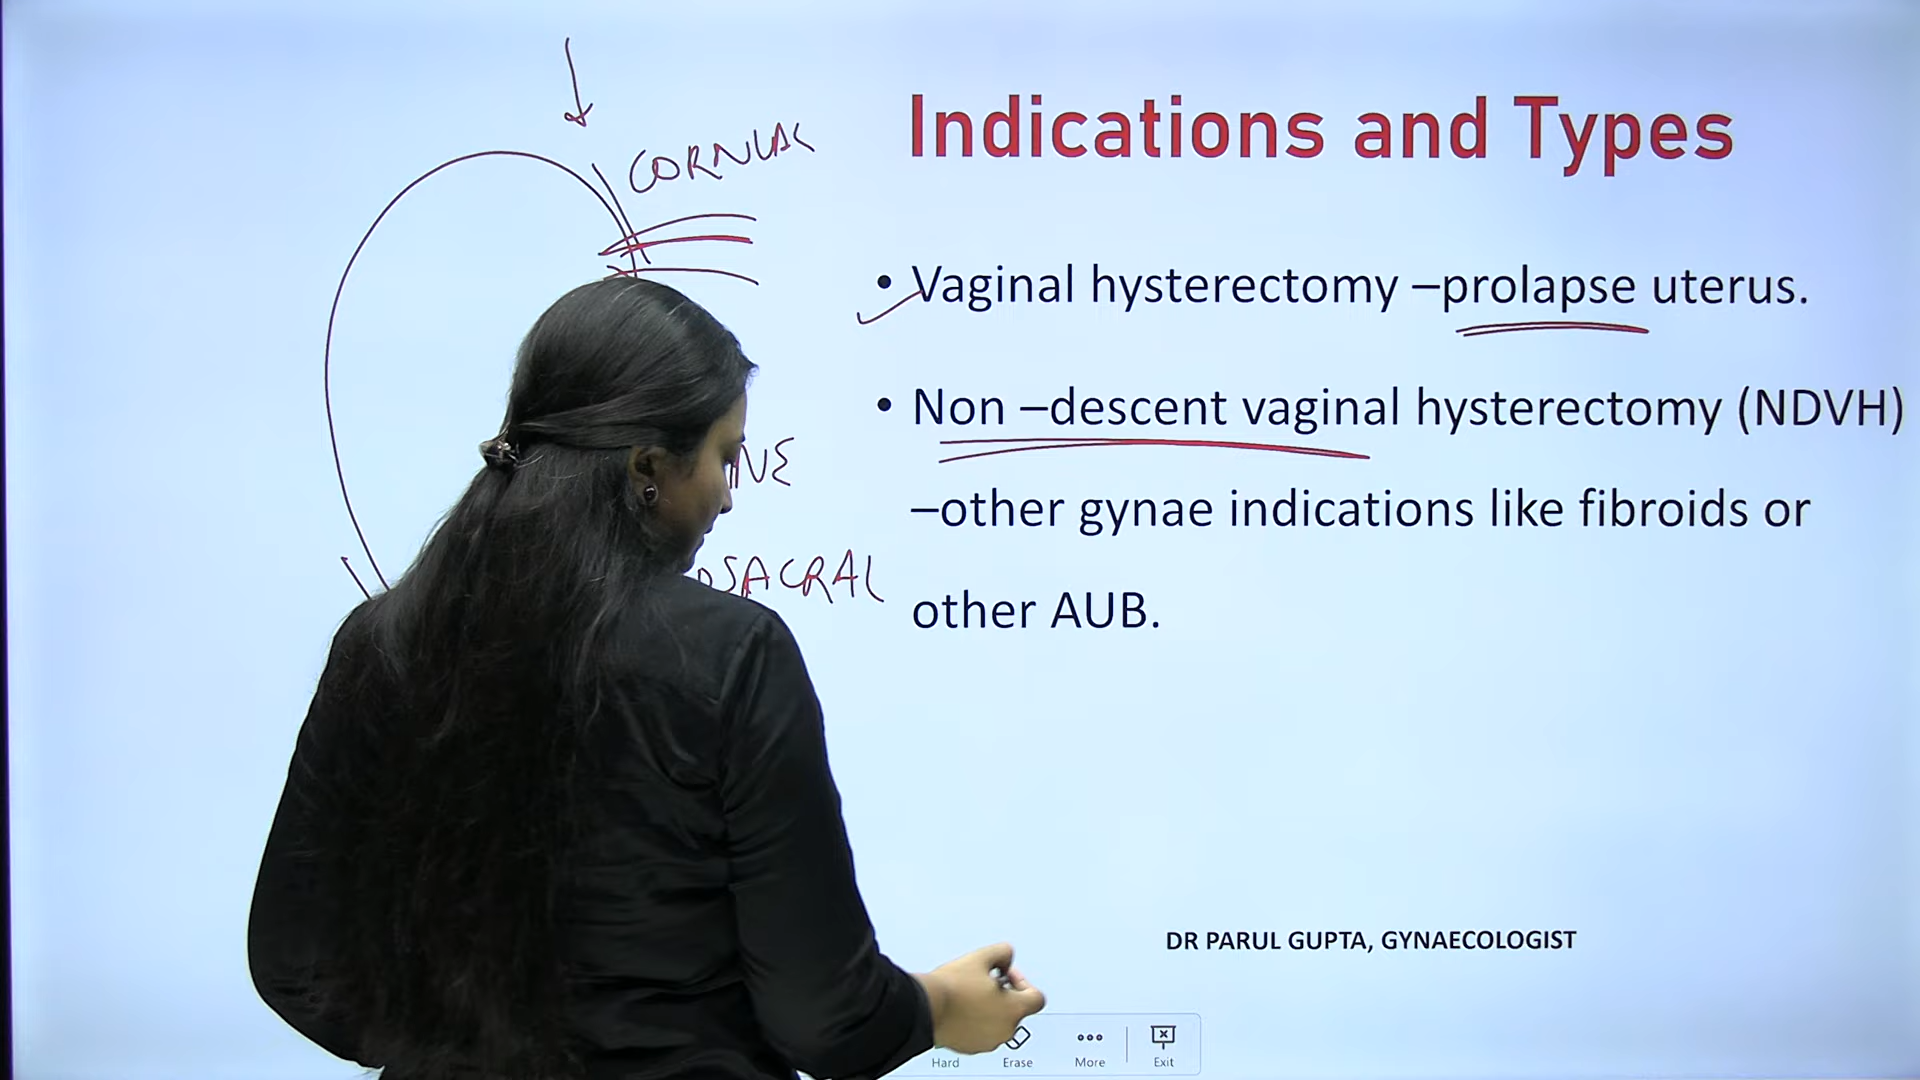 Indications and Types
CORNUAL
• Vaginal hysterectomy –prolapse uterus.
• Non –descent vaginal hysterectomy (NDVH)
–other gynae indications like fibroids or
other AUB.
DR PARUL GUPTA, GYNAECOLOGIST
Hard Erase More Exit